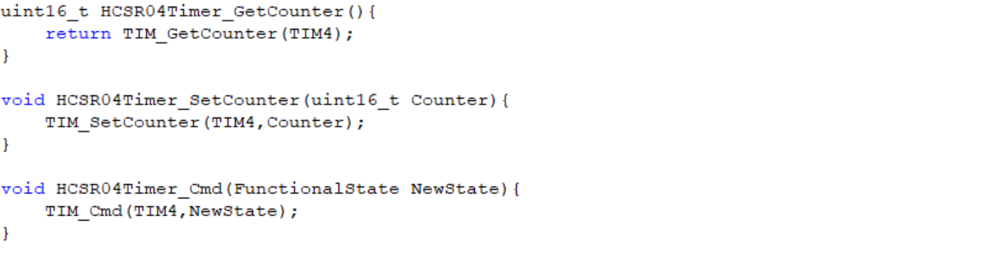 uint16_t HCSR04Timer_GetCounter(){
    return TIM_GetCounter(TIM4);
}

void HCSR04Timer_SetCounter(uint16_t Counter){
    TIM_SetCounter(TIM4,Counter);
}

void HCSR04Timer_Cmd(FunctionalState NewState){
    TIM_Cmd(TIM4,NewState);
}